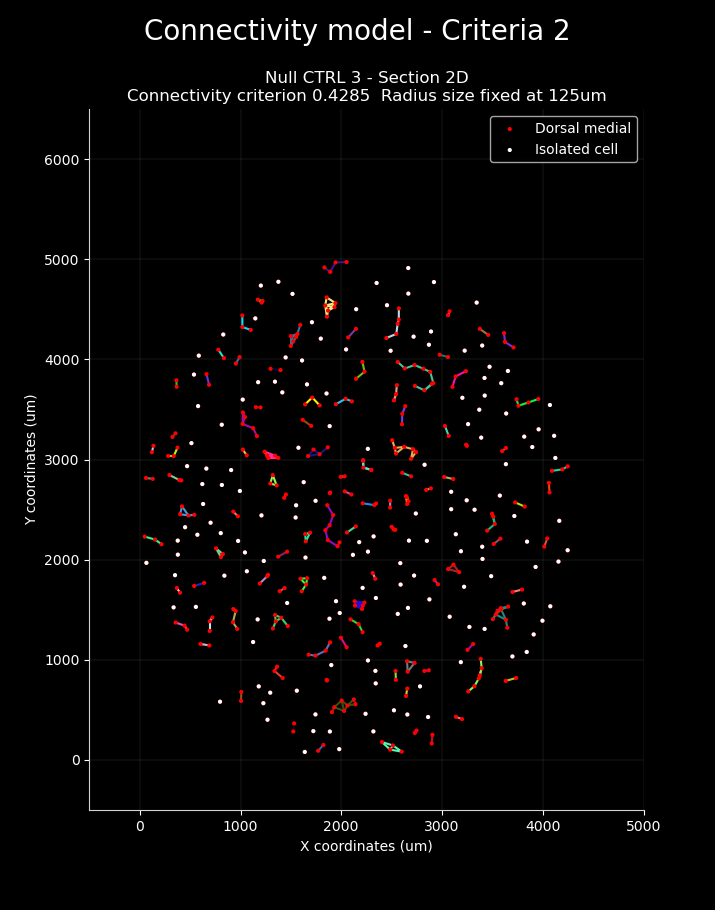 Connectivity model - Criteria 2
Null CTRL 3 - Section 2D
Connectivity criterion 0.4285  Radius size fixed at 125um
Dorsal medial
Isolated cell
6000
5000
4000
3000
2000
1000
0
Y coordinates (um)
0
1000
2000
3000
4000
5000
X coordinates (um)